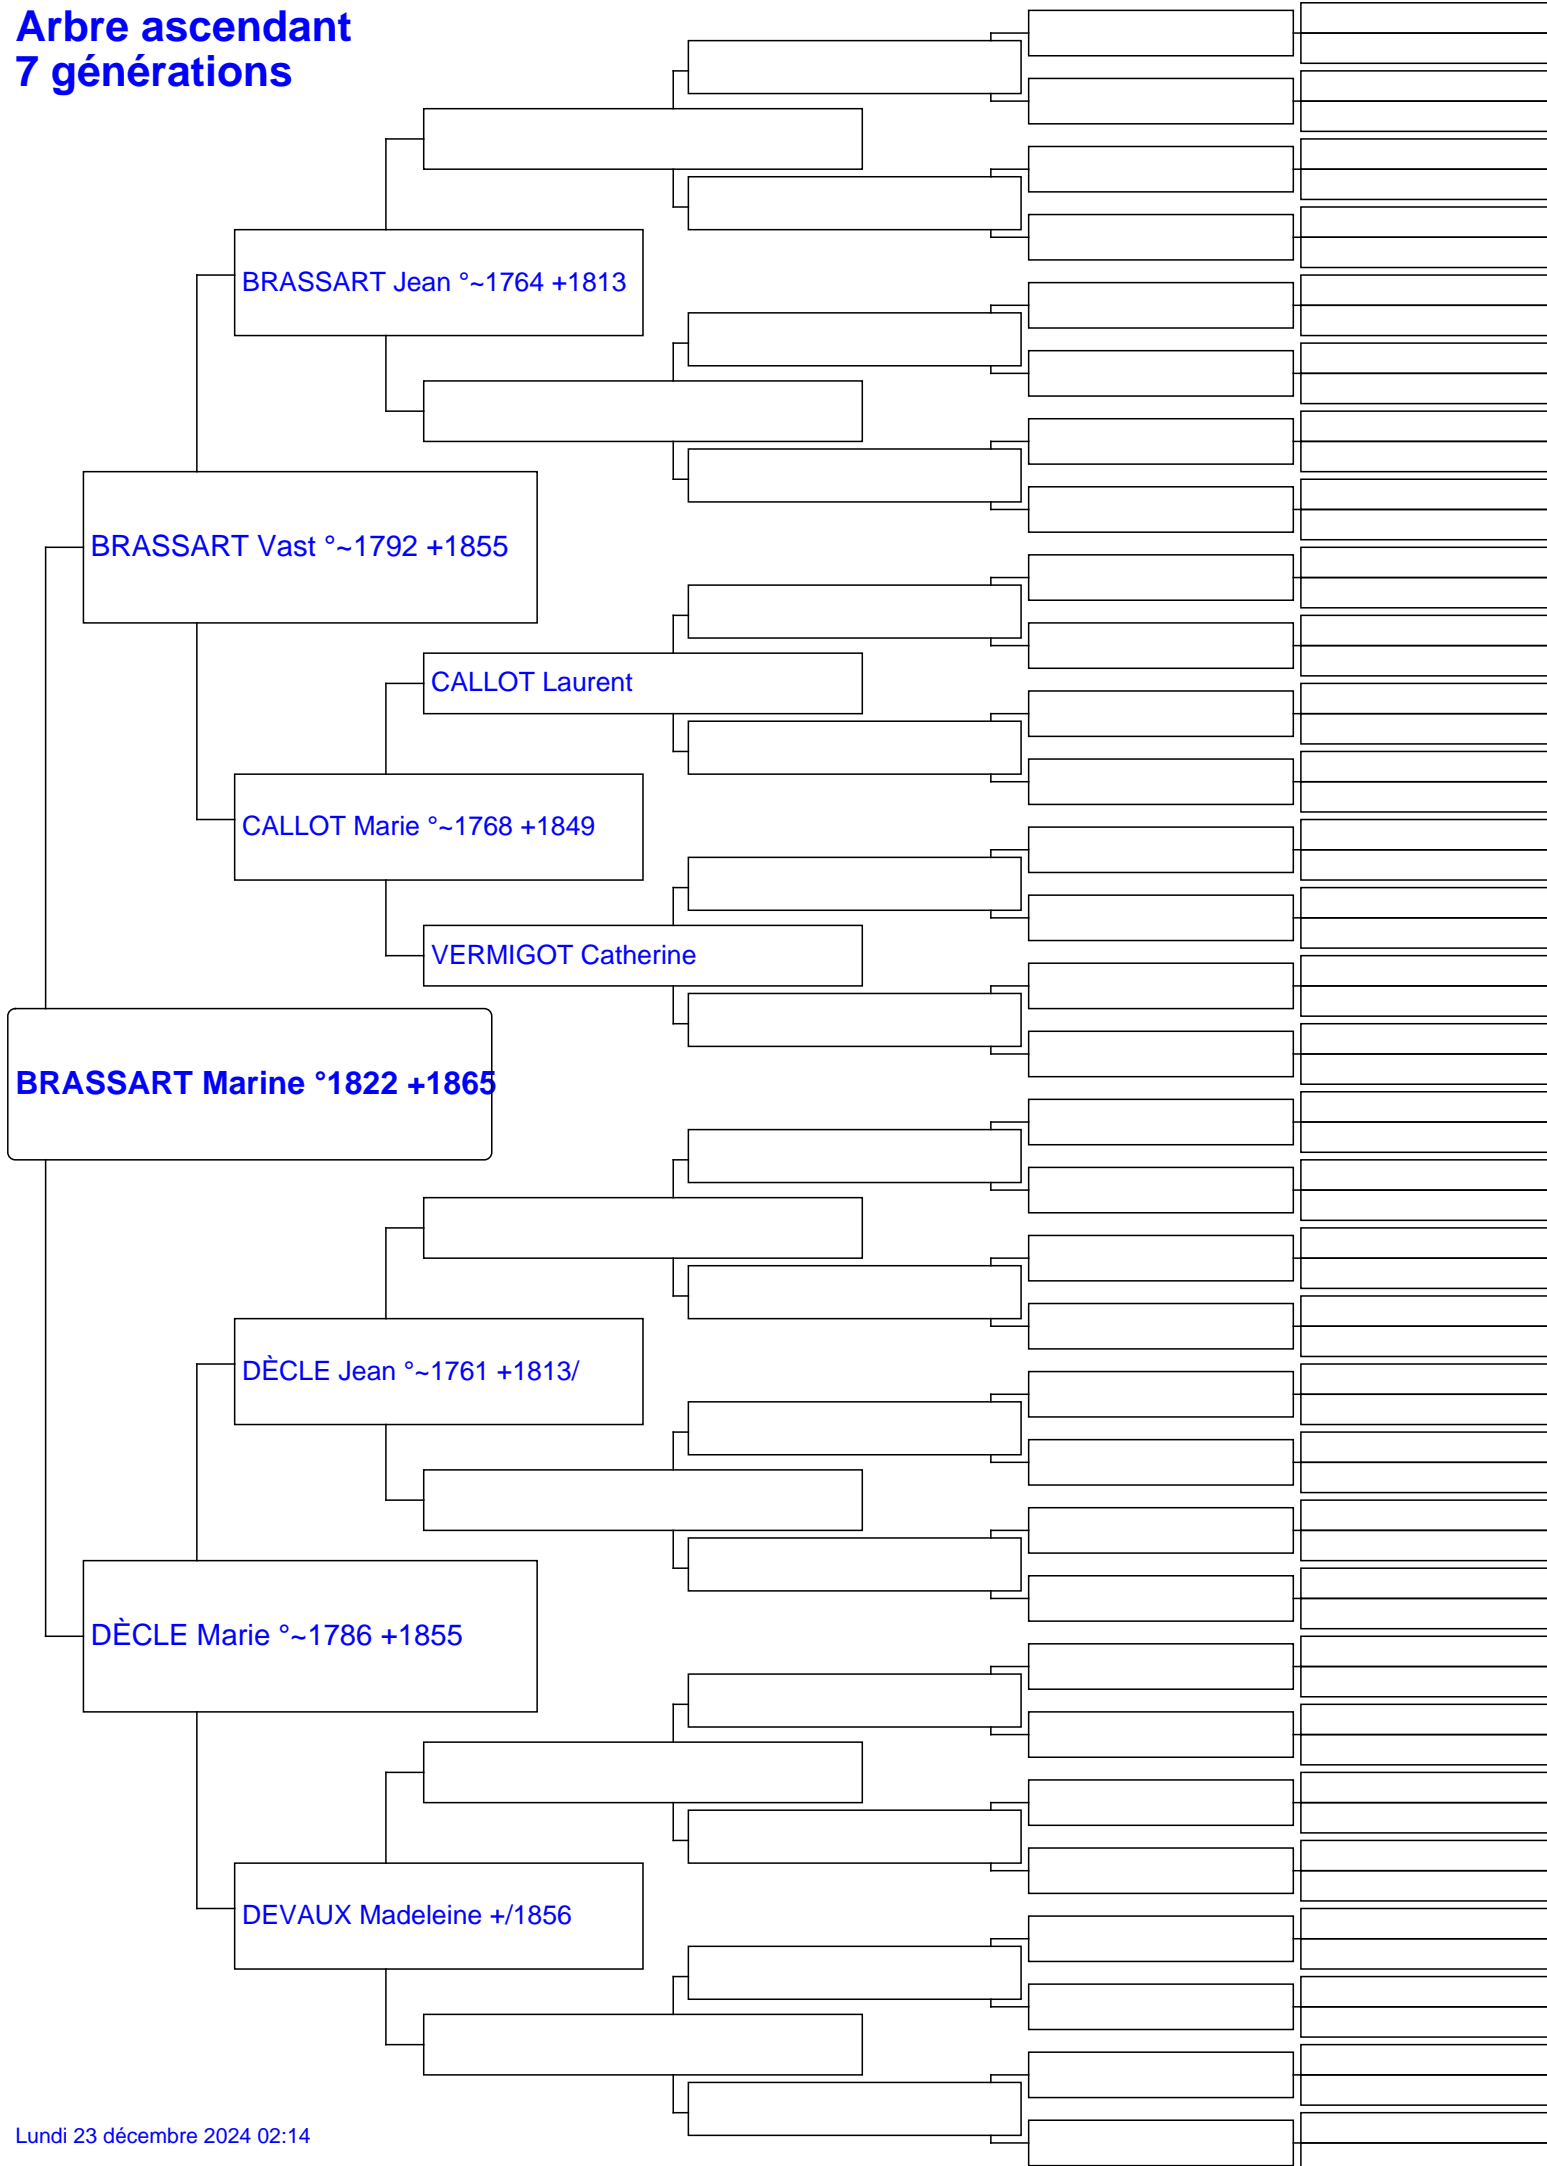 Arbre ascendant
7 générations
BRASSART Jean °~1764 +1813
BRASSART Vast °~1792 +1855
CALLOT Laurent
CALLOT Marie °~1768 +1849
VERMIGOT Catherine
BRASSART Marine °1822 +1865
DÈCLE Jean °~1761 +1813/
DÈCLE Marie °~1786 +1855
DEVAUX Madeleine +/1856
Lundi 23 décembre 2024 02:14